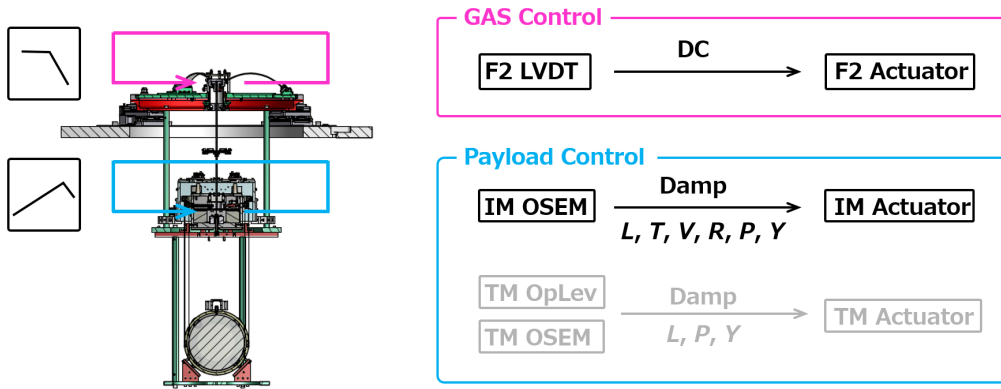 GAS Control
F2 LVDT
DC
F2 Actuator
Payload Control
IM OSEM
Damp
L, T, V, R, P, Y
IM Actuator
TM OpLev
TM OSEM
Damp
L, P, Y
TM Actuator